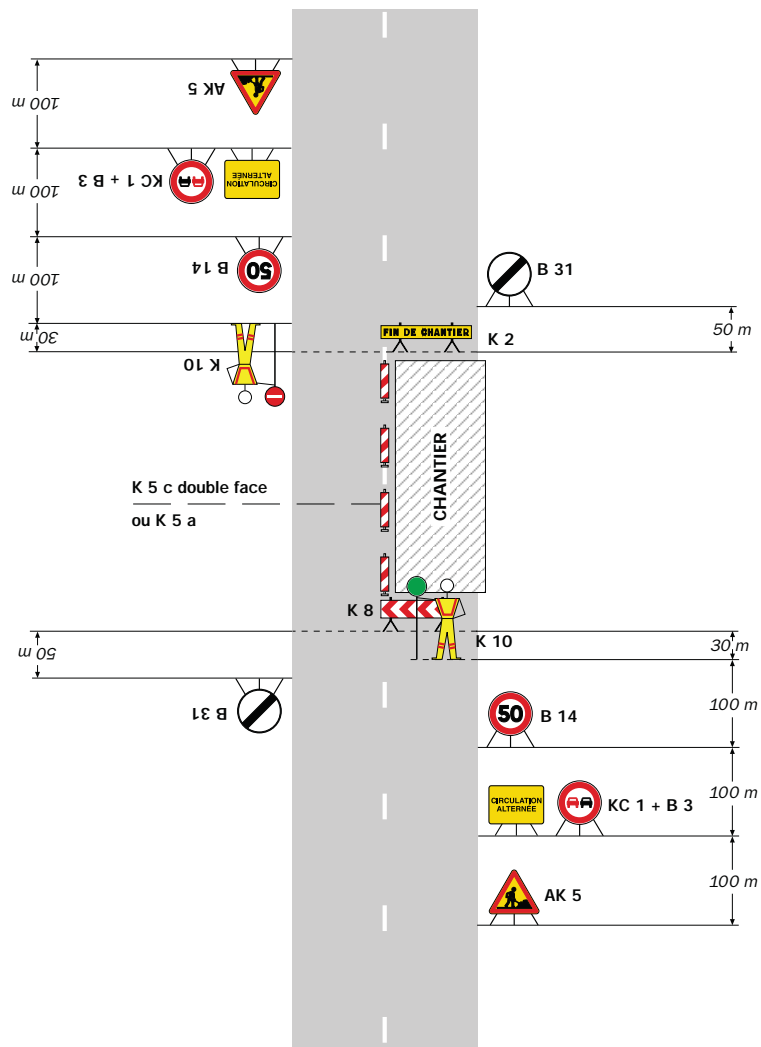 AK 5
100 m
KC 1 + B 3
CIRCULATION
ALTERNÉE
100 m
50
B 14
100 m
B 31
FIN DE CHANTIER
K 2
50 m
30 m
K 10
CHANTIER
K 5 c double face
ou K 5 a
K 8
K 10
30 m
50 m
B 31
50
B 14
100 m
CIRCULATION
ALTERNÉE
KC 1 + B 3
100 m
AK 5
100 m
100 m